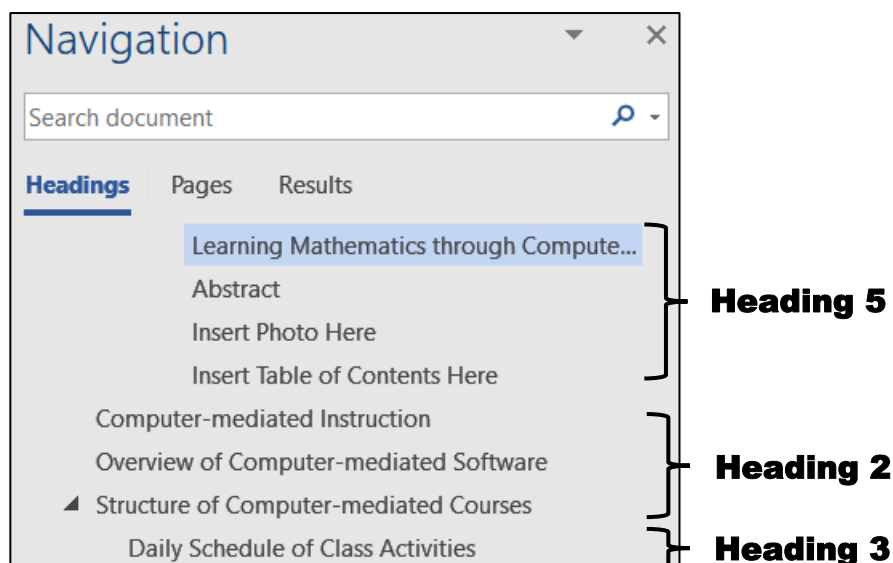 Navigation
Search document
Headings Pages Results
Learning Mathematics through Compute...
Abstract
Insert Photo Here
Insert Table of Contents Here
Heading 5
Computer-mediated Instruction
Overview of Computer-mediated Software
Structure of Computer-mediated Courses
Heading 2
Daily Schedule of Class Activities
Heading 3